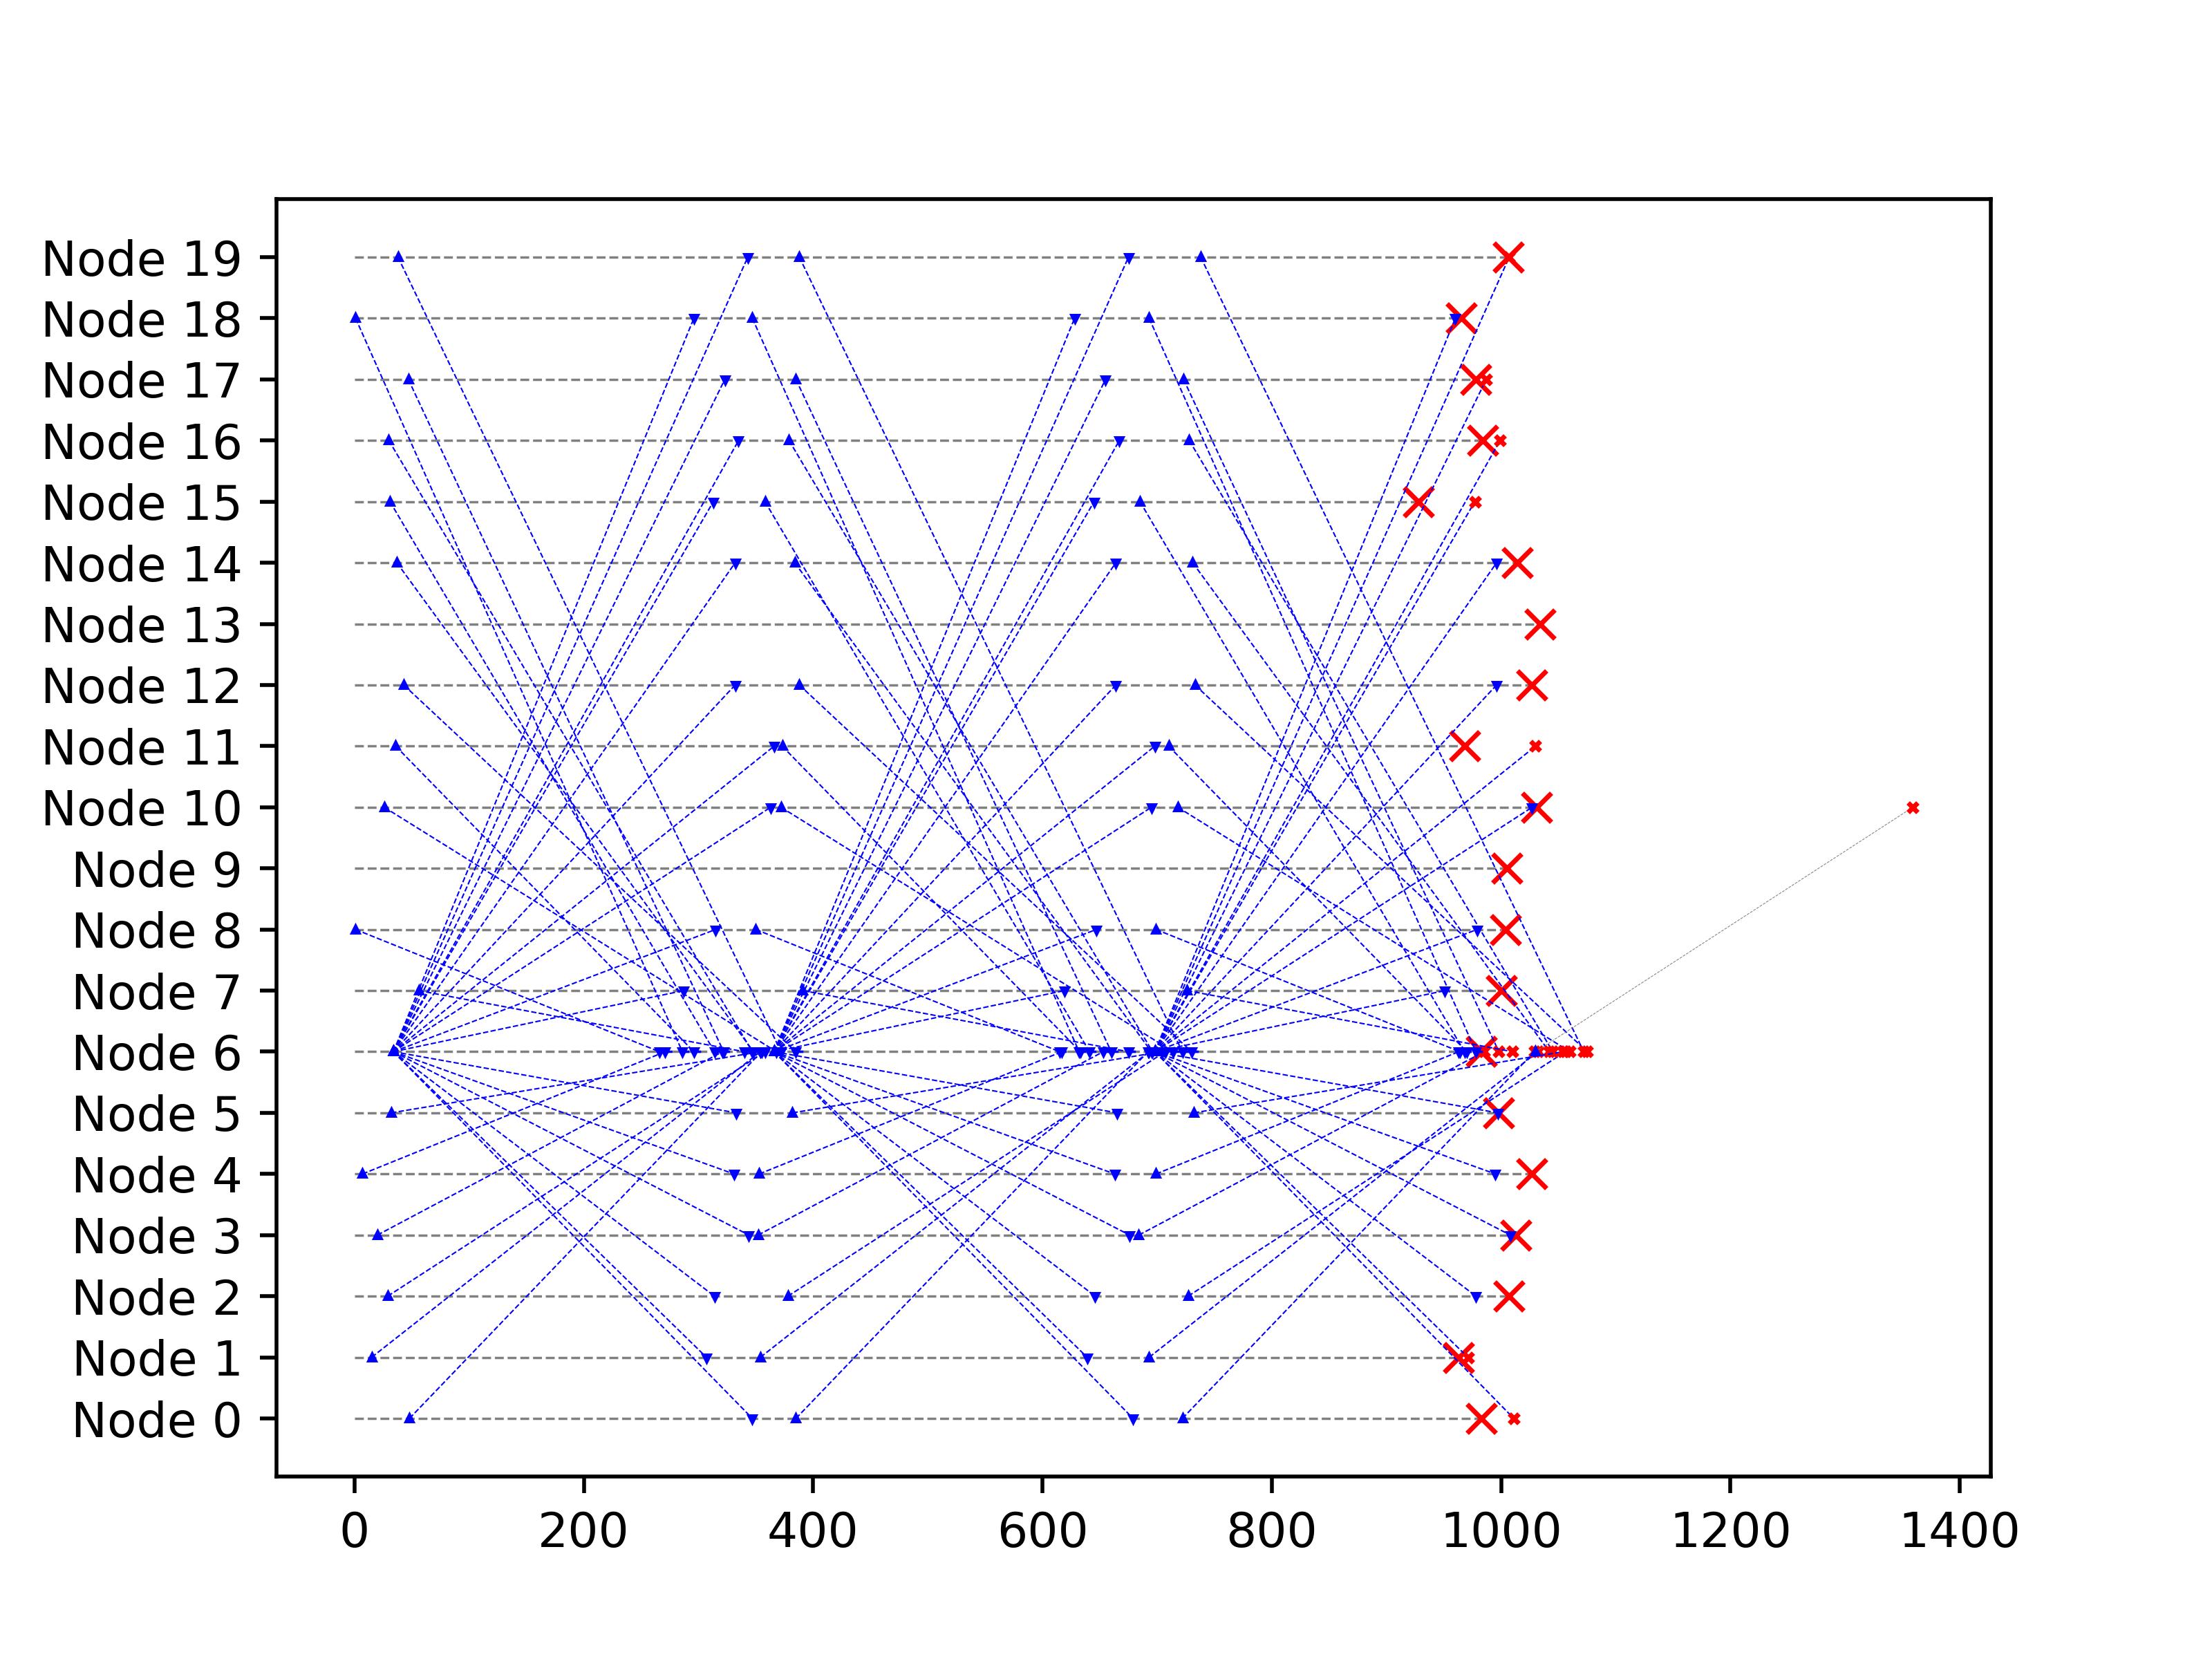 Node 19
Node 18
Node 17
Node 16
Node 15
Node 14
Node 13
Node 12
Node 11
Node 10
Node 9
Node 8
Node 7
Node 6
Node 5
Node 4
Node 3
Node 2
Node 1
Node 0
0 200 400 600 800 1000 1200 1400